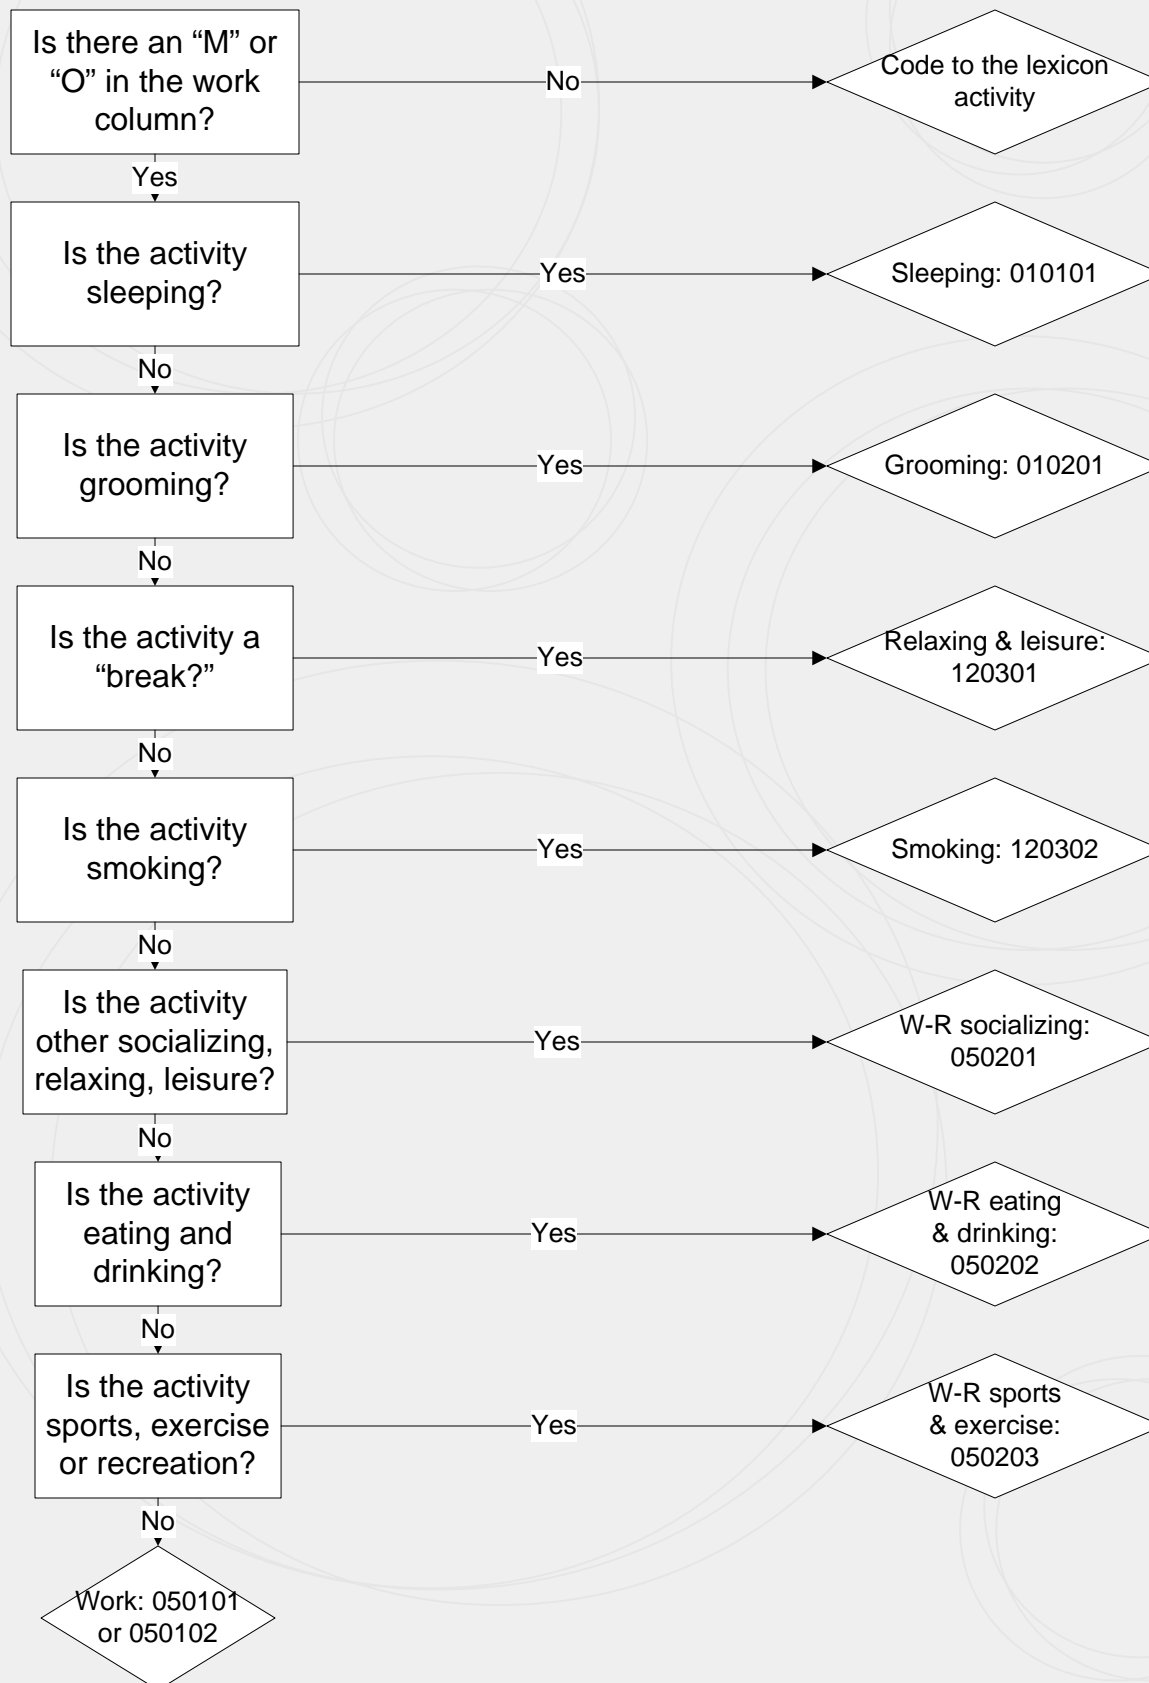 Is there an “M” or
“O” in the work
column?
No
Code to the lexicon
activity
Yes
Is the activity
sleeping?
Yes
Sleeping: 010101
No
Is the activity
grooming?
Yes
Grooming: 010201
No
Is the activity a
“break?”
Yes
Relaxing & leisure:
120301
No
Is the activity
smoking?
Yes
Smoking: 120302
No
Is the activity
other socializing,
relaxing, leisure?
Yes
W-R socializing:
050201
No
Is the activity
eating and
drinking?
Yes
W-R eating
& drinking:
050202
No
Is the activity
sports, exercise
or recreation?
Yes
W-R sports
& exercise:
050203
No
Work: 050101
or 050102